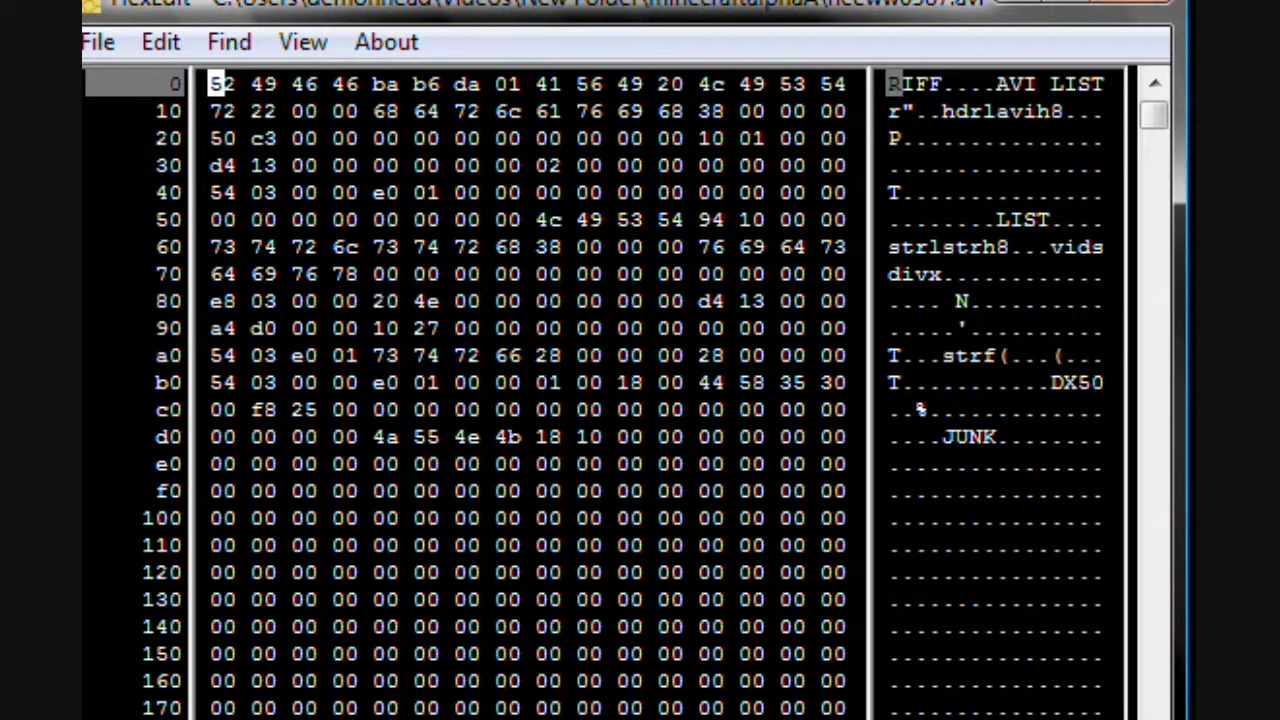 HexEdit - C:\Users\demonhead\Videos\New Folder\minecraftalphaA\
File Edit Find View About
0 52 49 46 46 ba b6 da 01 41 56 49 20 4c 49 53 54 RIFF....AVI LIST
10 72 22 00 00 68 64 72 6c 61 76 69 68 38 00 00 00 r"..hdrlavih8...
20 50 c3 00 00 00 00 00 00 00 00 00 00 10 01 00 00 P...............
30 d4 13 00 00 00 00 00 00 02 00 00 00 00 00 00 00 ................
40 54 03 00 00 e0 01 00 00 00 00 00 00 00 00 00 00 T...............
50 00 00 00 00 00 00 00 00 4c 49 53 54 94 10 00 00 ........LIST....
60 73 74 72 6c 73 74 72 68 38 00 00 00 76 69 64 73 strlstrh8...vids
70 64 69 76 78 00 00 00 00 00 00 00 00 00 00 00 00 divx............
80 e8 03 00 00 20 4e 00 00 00 00 00 00 d4 13 00 00 .... N..........
90 a4 d0 00 00 10 27 00 00 00 00 00 00 00 00 00 00 .....'..........
a0 54 03 e0 01 73 74 72 66 28 00 00 00 28 00 00 00 T...strf(...(...
b0 54 03 00 00 e0 01 00 00 01 00 18 00 44 58 35 30 T...........DX50
c0 00 f8 25 00 00 00 00 00 00 00 00 00 00 00 00 00 ..%.............
d0 00 00 00 00 4a 55 4e 4b 18 10 00 00 00 00 00 00 ....JUNK........
e0 00 00 00 00 00 00 00 00 00 00 00 00 00 00 00 00 ................
f0 00 00 00 00 00 00 00 00 00 00 00 00 00 00 00 00 ................
100 00 00 00 00 00 00 00 00 00 00 00 00 00 00 00 00 ................
110 00 00 00 00 00 00 00 00 00 00 00 00 00 00 00 00 ................
120 00 00 00 00 00 00 00 00 00 00 00 00 00 00 00 00 ................
130 00 00 00 00 00 00 00 00 00 00 00 00 00 00 00 00 ................
140 00 00 00 00 00 00 00 00 00 00 00 00 00 00 00 00 ................
150 00 00 00 00 00 00 00 00 00 00 00 00 00 00 00 00 ................
160 00 00 00 00 00 00 00 00 00 00 00 00 00 00 00 00 ................
170 00 00 00 00 00 00 00 00 00 00 00 00 00 00 00 00 ................